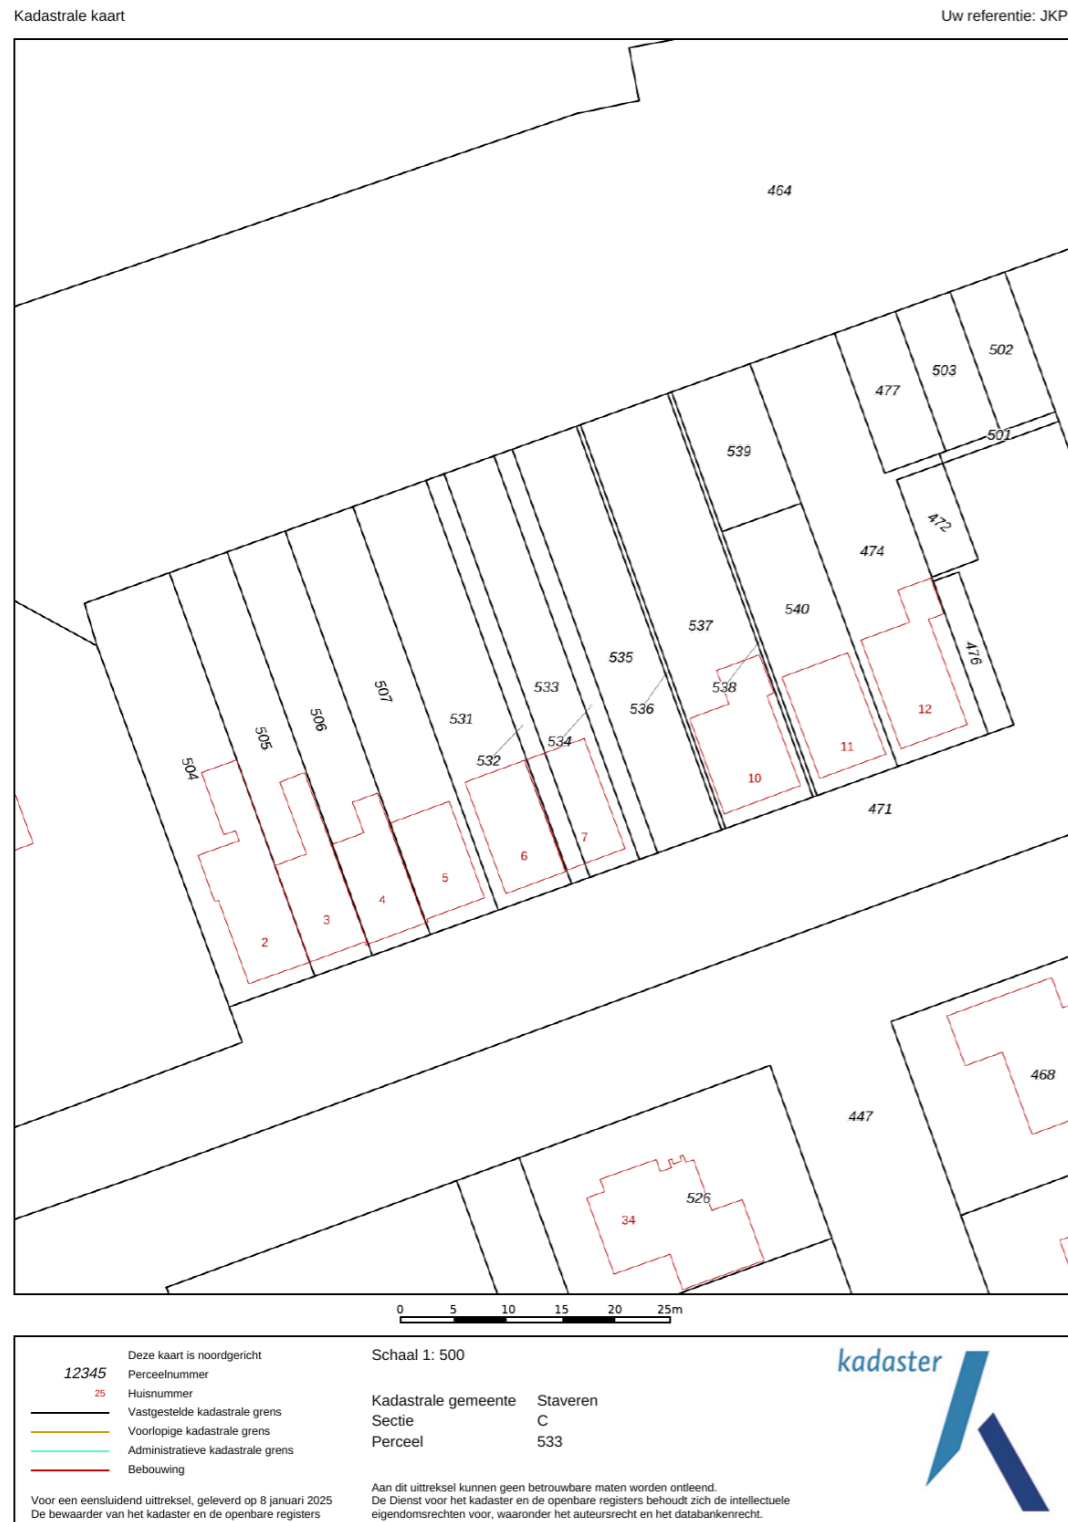 Kadastrale kaart
Uw referentie: JKP
464
502
503
477
501
539
472
474
540
476
537
535
533
538
507
531
506
536
505
534
532
504
12
11
10
471
7
6
5
4
3
2
468
447
526
34
0 5 10 15 20 25m
Deze kaart is noordgericht
12345 Perceelnummer
25 Huisnummer
Vastgestelde kadastrale grens
Voorlopige kadastrale grens
Administratieve kadastrale grens
Bebouwing
Voor een eensluidend uittreksel, geleverd op 8 januari 2025
De bewaarder van het kadaster en de openbare registers
Schaal 1: 500
Kadastrale gemeente Staveren
Sectie C
Perceel 533
Aan dit uittreksel kunnen geen betrouwbare maten worden ontleend.
De Dienst voor het kadaster en de openbare registers behoudt zich de intellectuele
eigendomsrechten voor, waaronder het auteursrecht en het databankenrecht.
kadaster